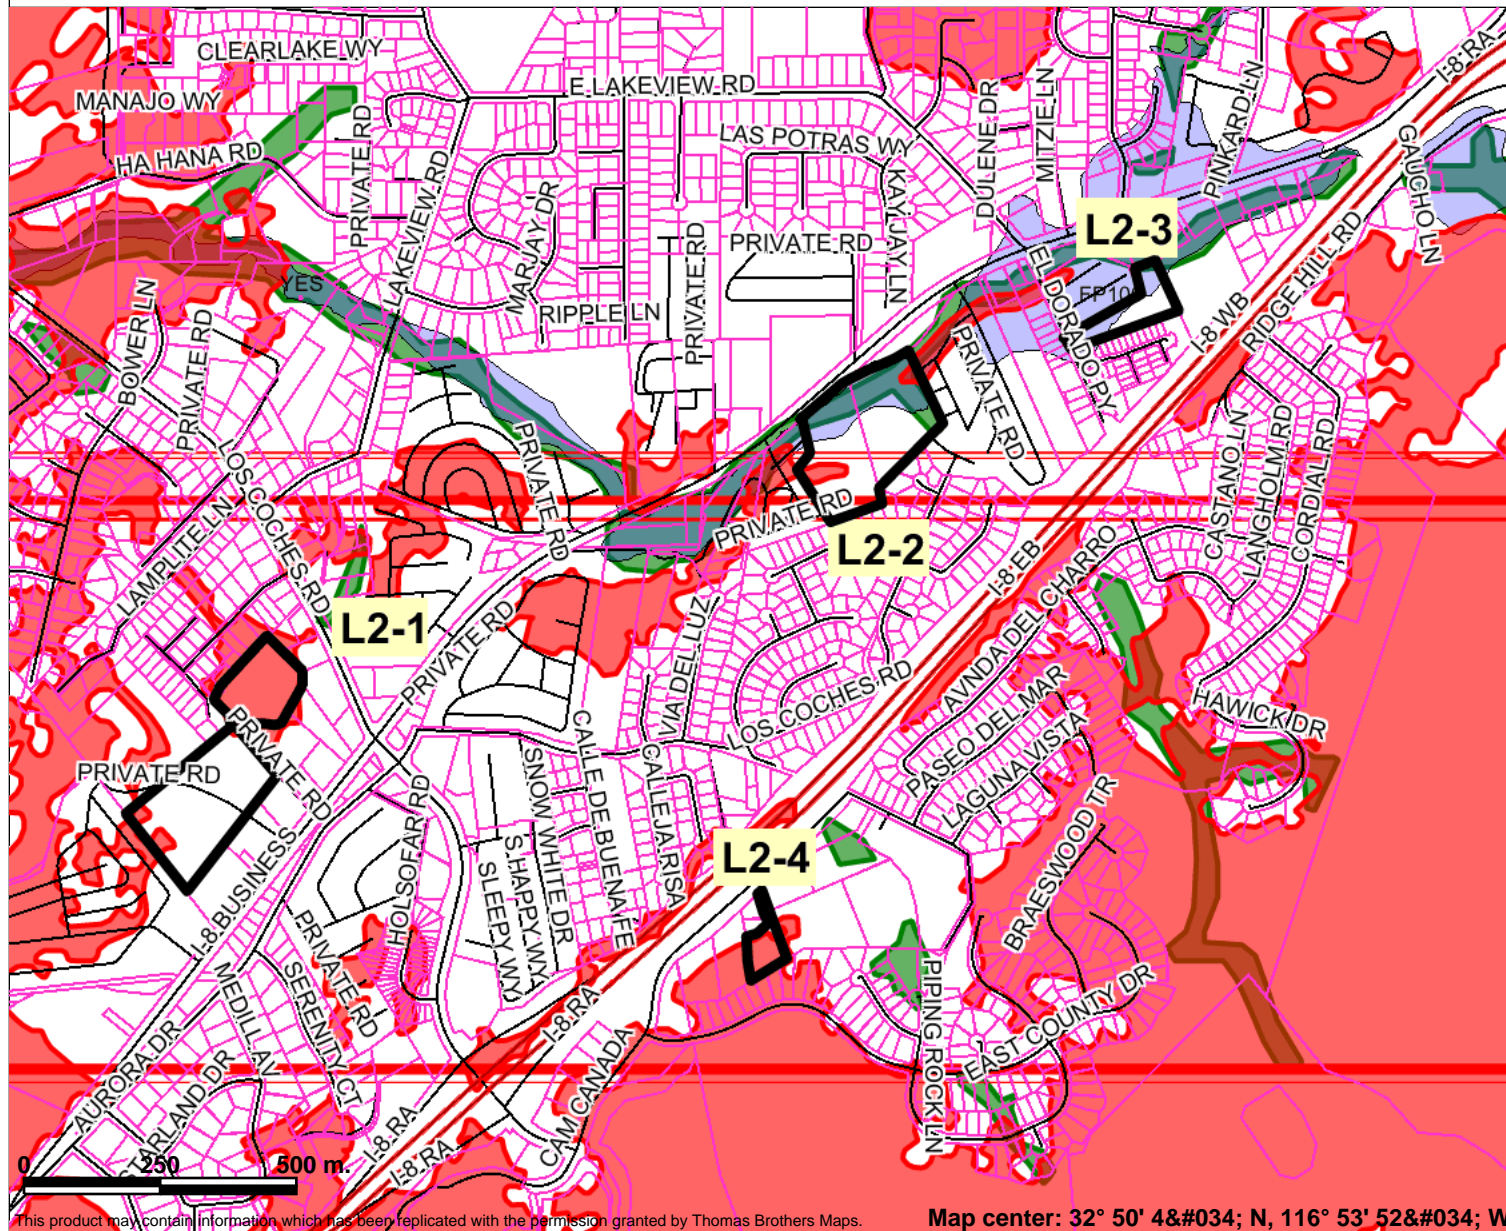 CLEARLAKE WY
I-8 RA
E LAKEVIEW RD
MANAJO WY
DULENE DR
MITZIE LN
PINKARD LN
GAUCHO LN
PRIVATE RD
LAS POTRAS WY
HA HANA RD
LAKEVIEW RD
MARJAY DR
KAYJAY LN
L2-3
PRIVATE RD
PRIVATE RD
RIDGE HILL RD
YES
FP10
EL DORADO PY
BOWER LN
PRIVATE RD
RIPPLE LN
I-8 WB
PRIVATE RD
LOS COCHES RD
PRIVATE RD
CASTANO LN
LANGHOLM RD
CORDIAL RD
LAMPLITE LN
PRIVATE RD
L2-2
I-8 EB
AVNDA DEL CHARRO
L2-1
PRIVATE RD
VIA DEL LUZ
LOS COCHES RD
PASEO DEL MAR
HAWICK DR
PRIVATE RD
PRIVATE RD
LAGUNA VISTA
CALLE DE BUENA FE
CALLEJA RISA
SNOW WHITE DR
S HAPPY WY
SLEEPY WY
HOLSOFAR RD
BRAESWOOD TR
L2-4
I-8 BUSINESS
PRIVATE RD
MEDILL AV
SERENITY CT
PIPING ROCK LN
EAST COUNTY DR
I-8 RA
CAM CANADA
AURORA DR
STARLAND DR
I-8 RA
I-8 RA
0 250 500 m.
This product may contain information which has been replicated with the permission granted by Thomas Brothers Maps.
Map center: 32° 50' 4&#034; N, 116° 53' 52&#034; W